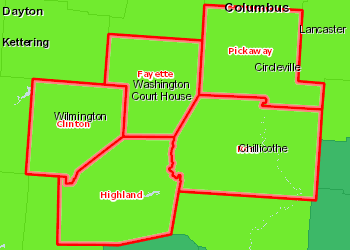 Columbus
Dayton
Lancaster
Kettering
Pickaway
Circleville
Fayette
Washington
Court House
Wilmington
Clinton
Chillicothe
Highland